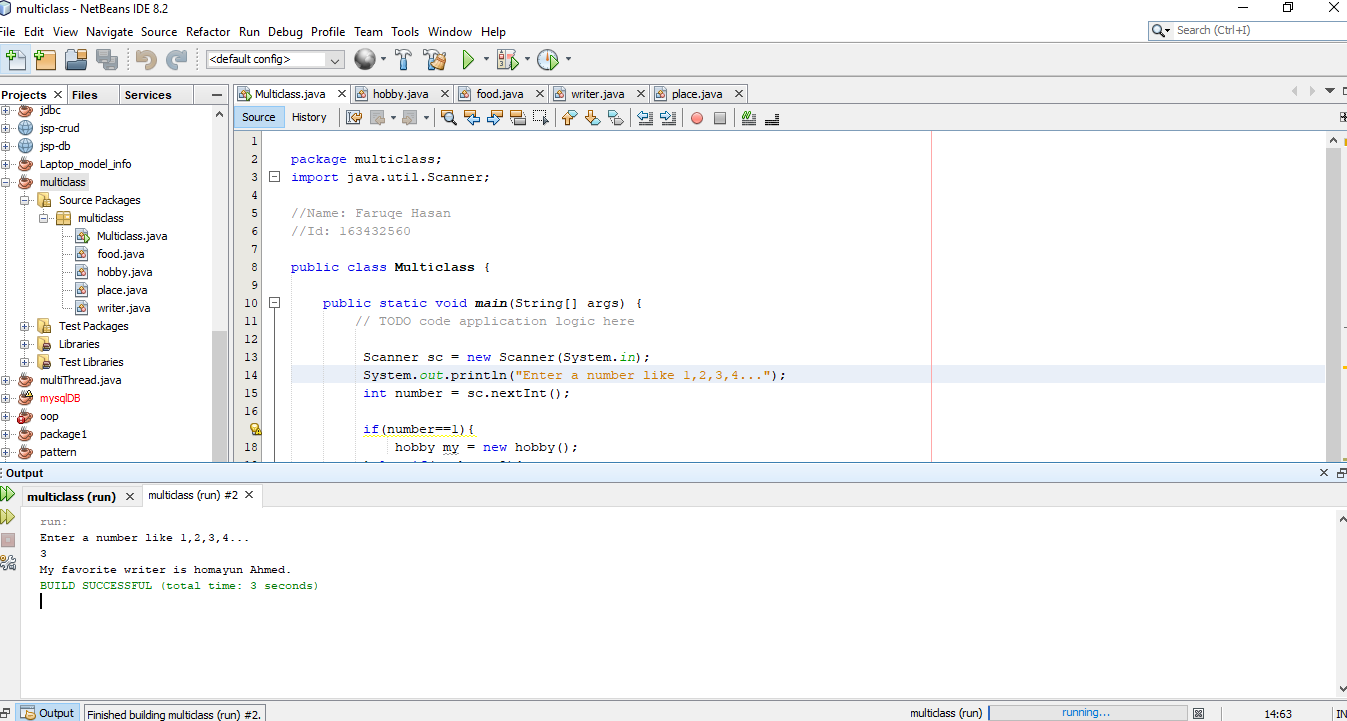 multiclass - NetBeans IDE 8.2
File Edit View Navigate Source Refactor Run Debug Profile Team Tools Window Help
Search (Ctrl+I)
<default config>
Projects Files Services
Multiclass.java hobby.java food.java writer.java place.java
Source History
jdbc
jsp-crud
jsp-db
Laptop_model_info
multiclass
Source Packages
multiclass
Multiclass.java
food.java
hobby.java
place.java
writer.java
Test Packages
Libraries
Test Libraries
multiThread.java
mysqlDB
oop
package1
pattern
1
2 package multiclass;
3 import java.util.Scanner;
4
5 //Name: Faruqe Hasan
6 //Id: 163432560
7
8 public class Multiclass {
9
10 public static void main(String[] args) {
11 // TODO code application logic here
12
13 Scanner sc = new Scanner(System.in);
14 System.out.println("Enter a number like 1,2,3,4...");
15 int number = sc.nextInt();
16
if(number==1){
18 hobby my = new hobby();
Output
multiclass (run) multiclass (run) #2
run:
Enter a number like 1,2,3,4...
3
My favorite writer is homayun Ahmed.
BUILD SUCCESSFUL (total time: 3 seconds)
Output Finished building multiclass (run) #2. multiclass (run) running... 14:63 IN